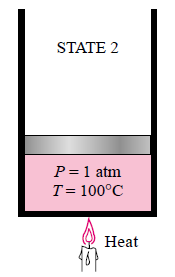 STATE 2
P = 1 atm
T = 100°C
Heat